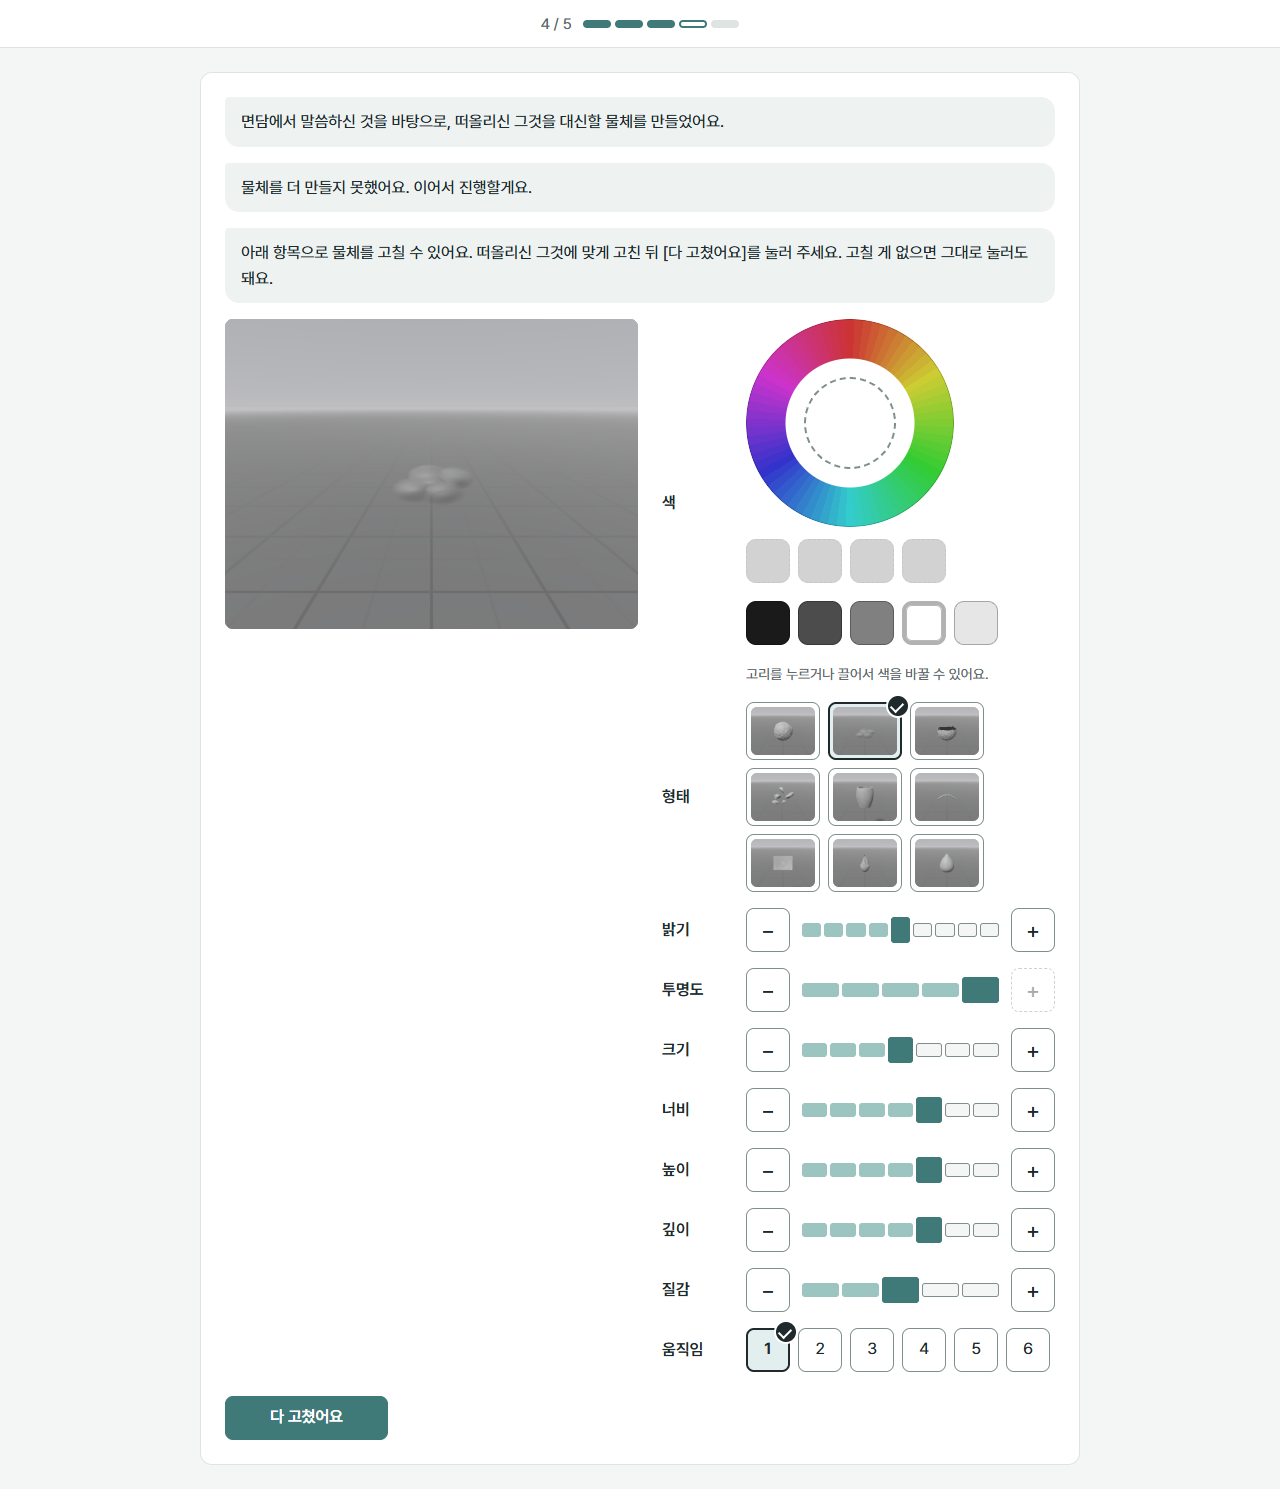 4 / 5
면담에서 말씀하신 것을 바탕으로, 떠올리신 그것을 대신할 물체를 만들었어요.
물체를 더 만들지 못했어요. 이어서 진행할게요.
아래 항목으로 물체를 고칠 수 있어요. 떠올리신 그것에 맞게 고친 뒤 [다 고쳤어요]를 눌러 주세요. 고칠 게 없으면 그대로 눌러도
돼요.
색
고리를 누르거나 끌어서 색을 바꿀 수 있어요.
형태
밝기
− +
투명도
− +
크기
− +
너비
− +
높이
− +
깊이
− +
질감
− +
움직임
1 2 3 4 5 6
다 고쳤어요